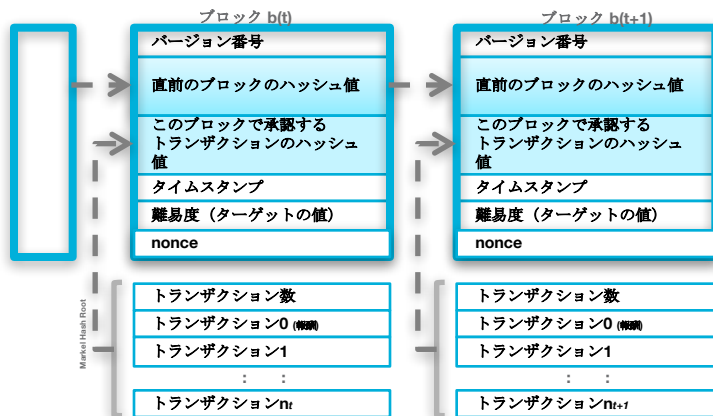 ブロック b(t)
バージョン番号
直前のブロックのハッシュ値
このブロックで承認する
トランザクションのハッシュ
値
タイムスタンプ
難易度（ターゲットの値）
nonce
トランザクション数
トランザクション0 (報酬)
トランザクション1
: :
トランザクションnt
Markel Hash Root
ブロック b(t+1)
バージョン番号
直前のブロックのハッシュ値
このブロックで承認する
トランザクションのハッシュ
値
タイムスタンプ
難易度（ターゲットの値）
nonce
トランザクション数
トランザクション0 (報酬)
トランザクション1
: :
トランザクションnt+1